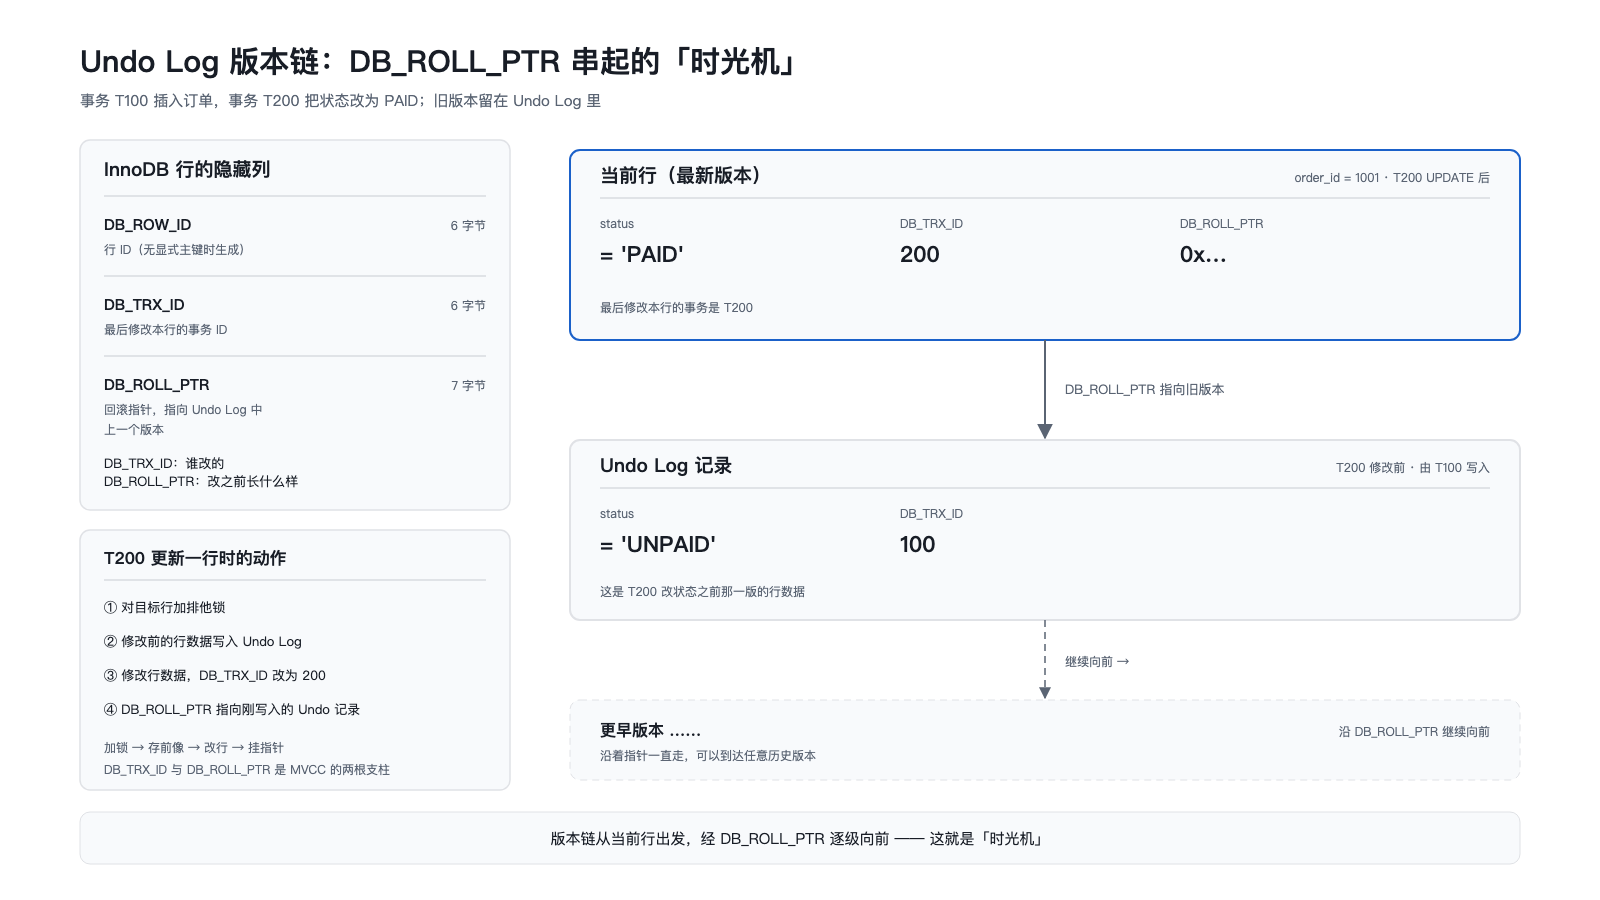 Undo Log 版本链：DB_ROLL_PTR 串起的「时光机」
事务 T100 插入订单，事务 T200 把状态改为 PAID；旧版本留在 Undo Log 里
InnoDB 行的隐藏列
DB_ROW_ID 6 字节
行 ID（无显式主键时生成）
DB_TRX_ID 6 字节
最后修改本行的事务 ID
DB_ROLL_PTR 7 字节
回滚指针，指向 Undo Log 中
上一个版本
DB_TRX_ID：谁改的
DB_ROLL_PTR：改之前长什么样
T200 更新一行时的动作
① 对目标行加排他锁
② 修改前的行数据写入 Undo Log
③ 修改行数据，DB_TRX_ID 改为 200
④ DB_ROLL_PTR 指向刚写入的 Undo 记录
加锁 → 存前像 → 改行 → 挂指针
DB_TRX_ID 与 DB_ROLL_PTR 是 MVCC 的两根支柱
当前行（最新版本） order_id = 1001 · T200 UPDATE 后
status DB_TRX_ID DB_ROLL_PTR
= 'PAID' 200 0x…
最后修改本行的事务是 T200
DB_ROLL_PTR 指向旧版本
Undo Log 记录 T200 修改前 · 由 T100 写入
status DB_TRX_ID
= 'UNPAID' 100
这是 T200 改状态之前那一版的行数据
继续向前 →
更早版本 …… 沿 DB_ROLL_PTR 继续向前
沿着指针一直走，可以到达任意历史版本
版本链从当前行出发，经 DB_ROLL_PTR 逐级向前 —— 这就是「时光机」